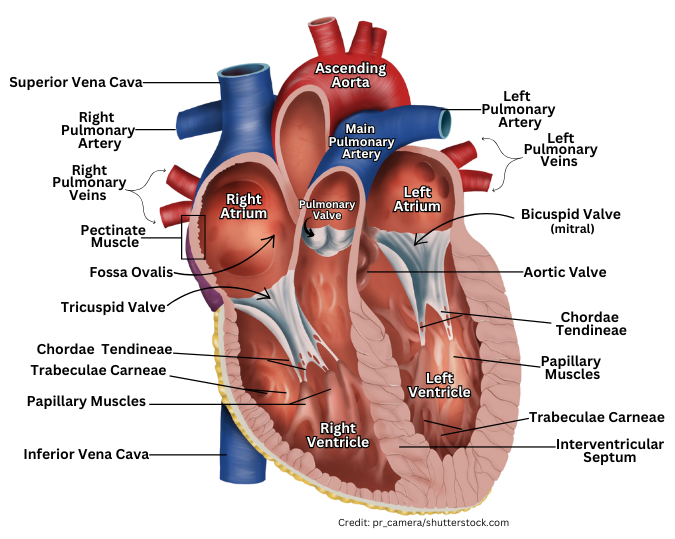 Ascending
Aorta
Superior Vena Cava
Right
Pulmonary
Artery
Left
Pulmonary
Artery
Main
Pulmonary
Artery
Left
Pulmonary
Veins
Right
Pulmonary
Veins
Right
Atrium
Pulmonary
Valve
Left
Atrium
Bicuspid Valve
(mitral)
Pectinate
Muscle
Fossa Ovalis
Aortic Valve
Tricuspid Valve
Chordae
Tendineae
Chordae Tendineae
Trabeculae Carneae
Papillary
Muscles
Papillary Muscles
Left
Ventricle
Trabeculae Carneae
Right
Ventricle
Interventricular
Septum
Inferior Vena Cava
Credit: pr_camera/shutterstock.com